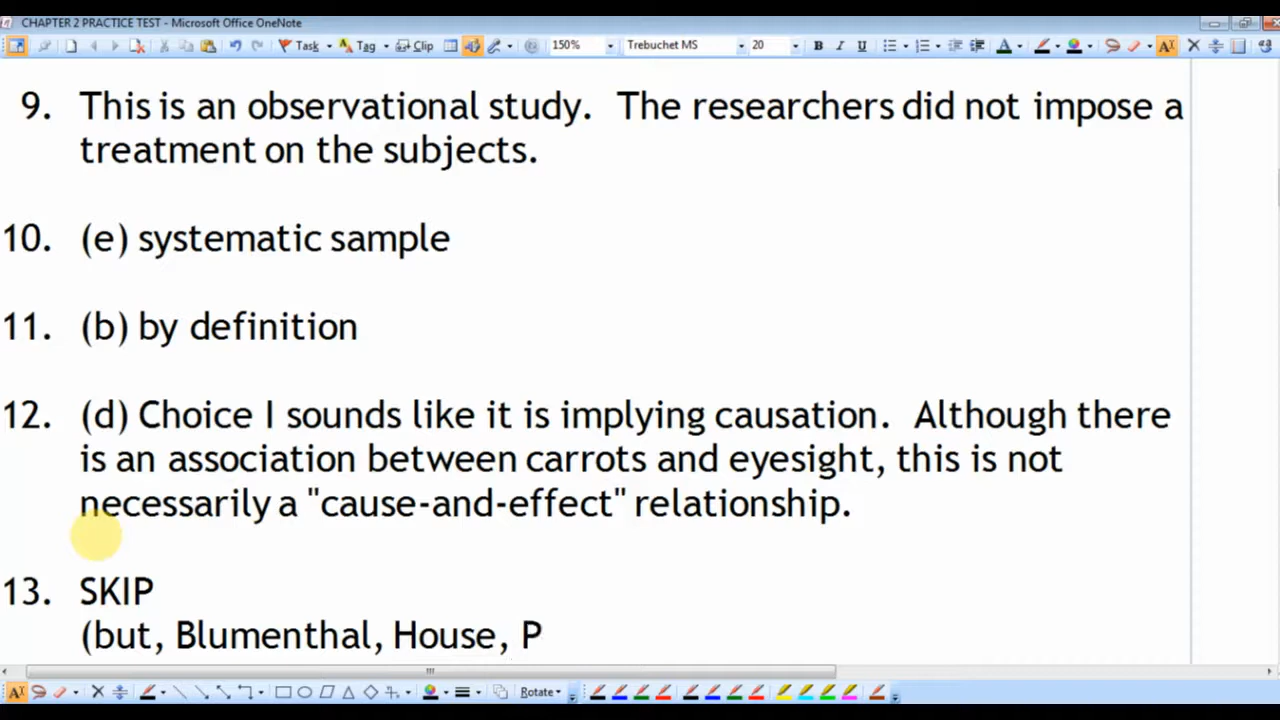 CHAPTER 2 PRACTICE TEST - Microsoft Office OneNote
Task Tag Clip 150% Trebuchet MS 20 B I U A A
9. This is an observational study. The researchers did not impose a
treatment on the subjects.
10. (e) systematic sample
11. (b) by definition
12. (d) Choice I sounds like it is implying causation. Although there
is an association between carrots and eyesight, this is not
necessarily a "cause-and-effect" relationship.
13. SKIP
(but, Blumenthal, House, P
A Rotate